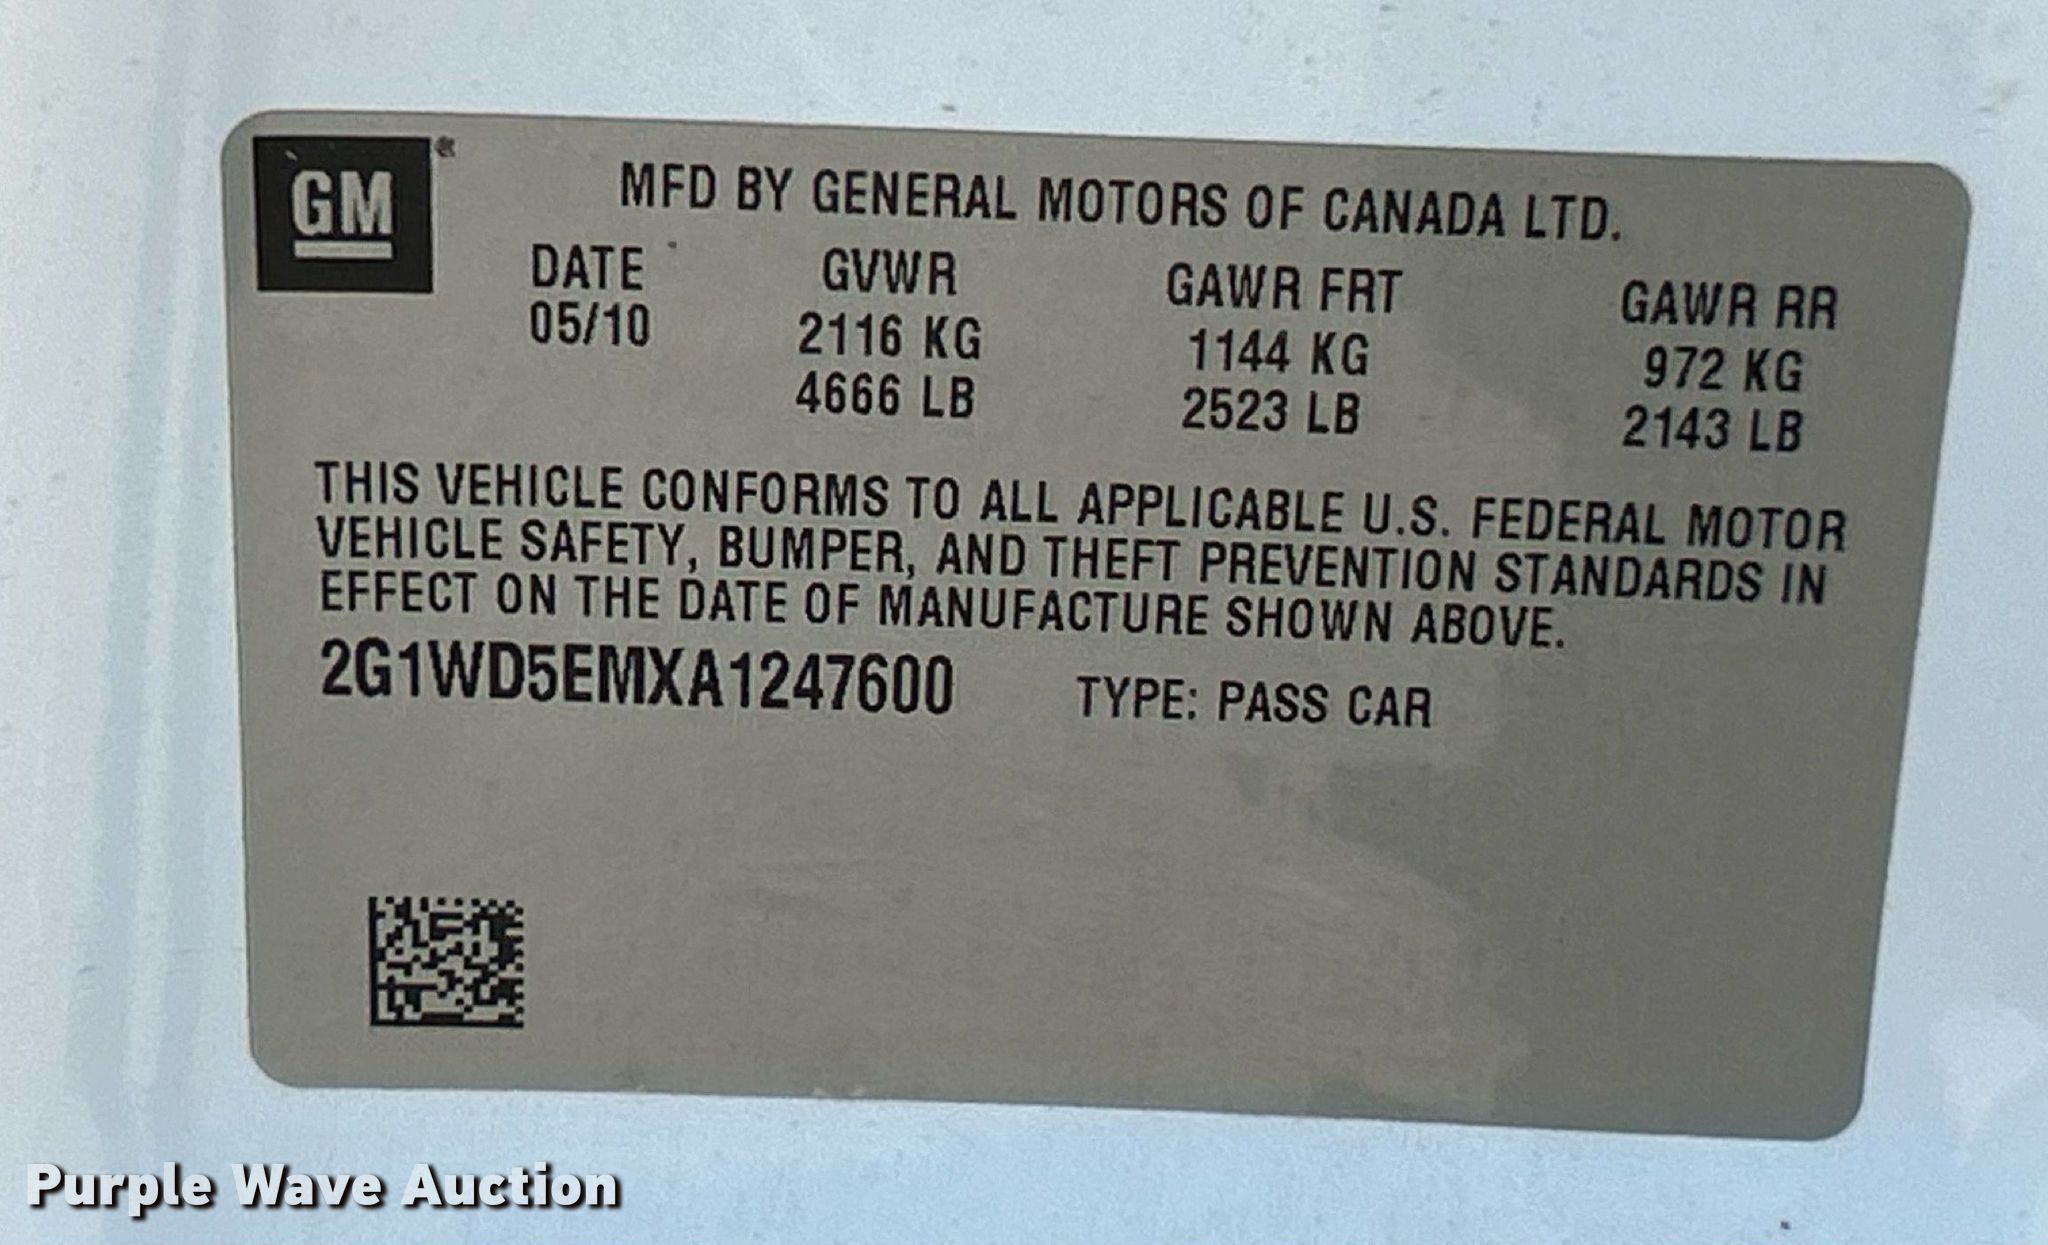 GM
MFD BY GENERAL MOTORS OF CANADA LTD.
DATE GVWR GAWR FRT GAWR RR
05/10 2116 KG 1144 KG 972 KG
4666 LB 2523 LB 2143 LB
THIS VEHICLE CONFORMS TO ALL APPLICABLE U.S. FEDERAL MOTOR
VEHICLE SAFETY, BUMPER, AND THEFT PREVENTION STANDARDS IN
EFFECT ON THE DATE OF MANUFACTURE SHOWN ABOVE.
2G1WD5EMXA1247600 TYPE: PASS CAR
Purple Wave Auction